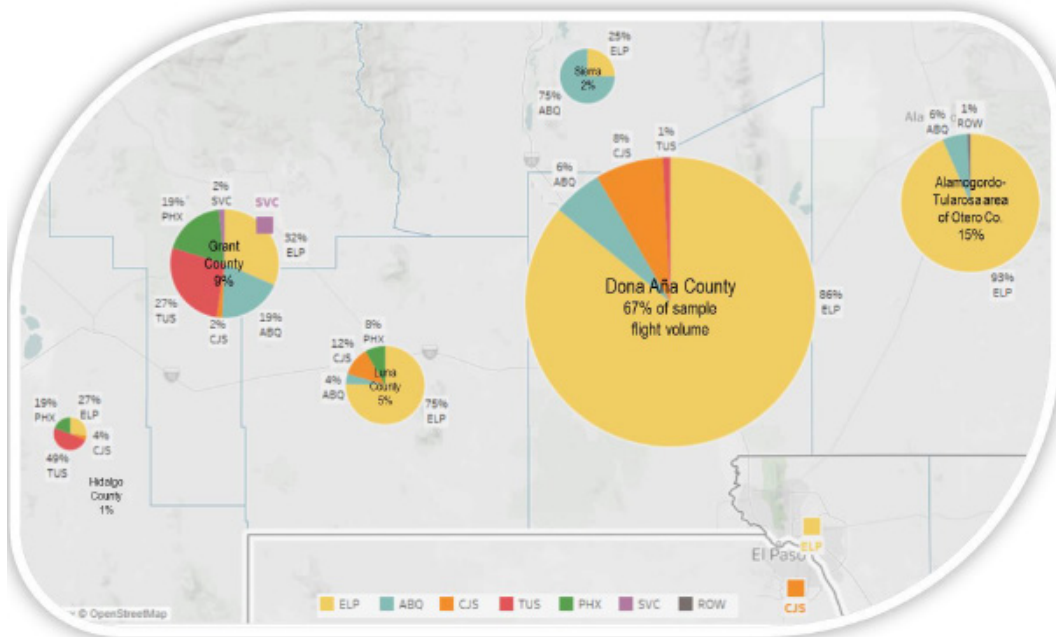 25%
ELP
Sierra
2%
75%
ABQ
1%
TUS
8%
CJS
6%
ABQ
Dona Aña County
67% of sample
flight volume
86%
ELP
6%
ABQ
1%
ROW
Alamogordo-
Tularosa area
of Otero Co.
15%
93%
ELP
2%
SVC
SVC
19%
PHX
Grant
County
9%
32%
ELP
27%
TUS
2%
CJS
19%
ABQ
8%
PHX
12%
CJS
Luna
County
5%
4%
ABQ
75%
ELP
19%
PHX
27%
ELP
4%
CJS
49%
TUS
Hidalgo
County
1%
ELP
El Paso
CJS
ELP ABQ CJS TUS PHX SVC ROW
© OpenStreetMap